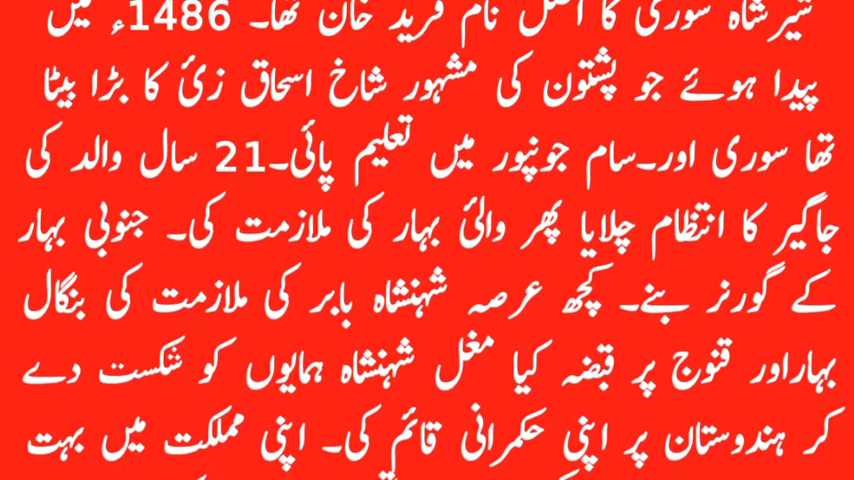 شیرشاہ سوری کا اصل نام فرید خان تھا۔ 1486ء میں
پیدا ہوئے جو پشتون کی مشہور شاخ اسحاق زئ کا بڑا بیٹا
تھا سوری اور۔سام جونپور میں تعلیم پائی۔21 سال والد کی
جاگیر کا انتظام چلایا پھر والئ بہار کی ملازمت کی۔ جنوبی بہار
کے گورنر بنے۔ کچھ عرصہ شہنشاہ بابر کی ملازمت کی بنگال
بہاراور قنوج پر قبضہ کیا مغل شہنشاہ ہمایوں کو شکست دے
کر ہندوستان پر اپنی حکمرانی قائم کی۔ اپنی مملکت میں بہت